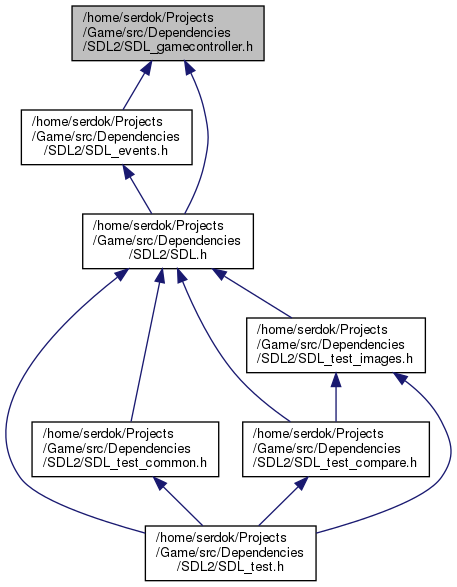 /home/serdok/Projects
/Game/src/Dependencies
/SDL2/SDL_gamecontroller.h
/home/serdok/Projects
/Game/src/Dependencies
/SDL2/SDL_events.h
/home/serdok/Projects
/Game/src/Dependencies
/SDL2/SDL.h
/home/serdok/Projects
/Game/src/Dependencies
/SDL2/SDL_test_images.h
/home/serdok/Projects
/Game/src/Dependencies
/SDL2/SDL_test_common.h
/home/serdok/Projects
/Game/src/Dependencies
/SDL2/SDL_test_compare.h
/home/serdok/Projects
/Game/src/Dependencies
/SDL2/SDL_test.h